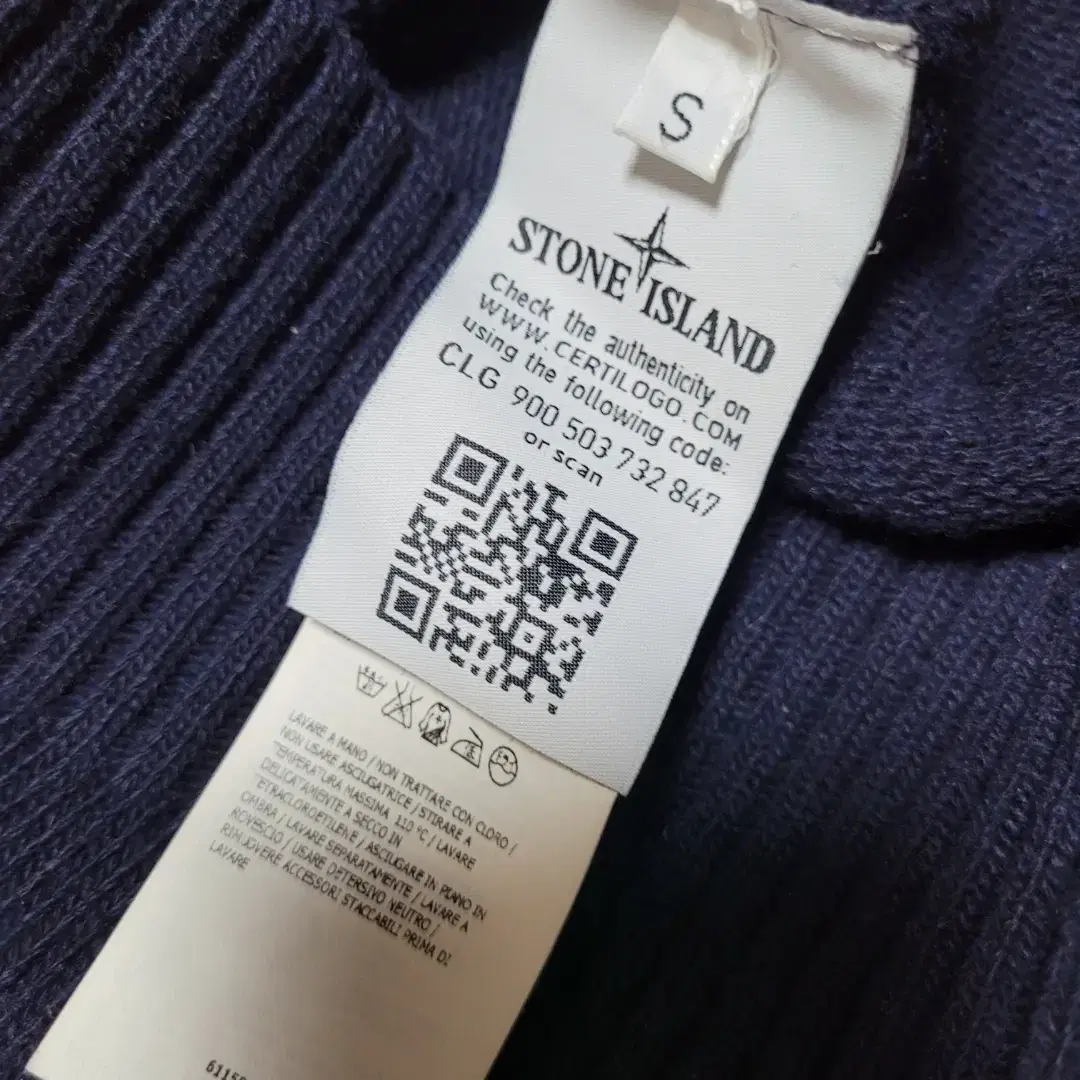 S
STONE ISLAND
Check the authenticity on
WWW.CERTILOGO.COM
using the following code:
CLG 900 503 732 847
or scan
LAVARE A MANO / NON TRATTARE CON CLORO /
NON USARE ASCIUGATRICE / STIRARE A
TEMPERATURA MASSIMA 110 °C / LAVARE
DELICATAMENTE A SECCO IN
ETRACLOROETILENE / ASCIUGARE IN PIANO IN
OMBRA / LAVARE SEPARATAMENTE / LAVARE A
ROVESCIO / USARE DETERSIVO NEUTRO /
RIMUOVERE ACCESSORI STACCABILI PRIMA DI
LAVARE